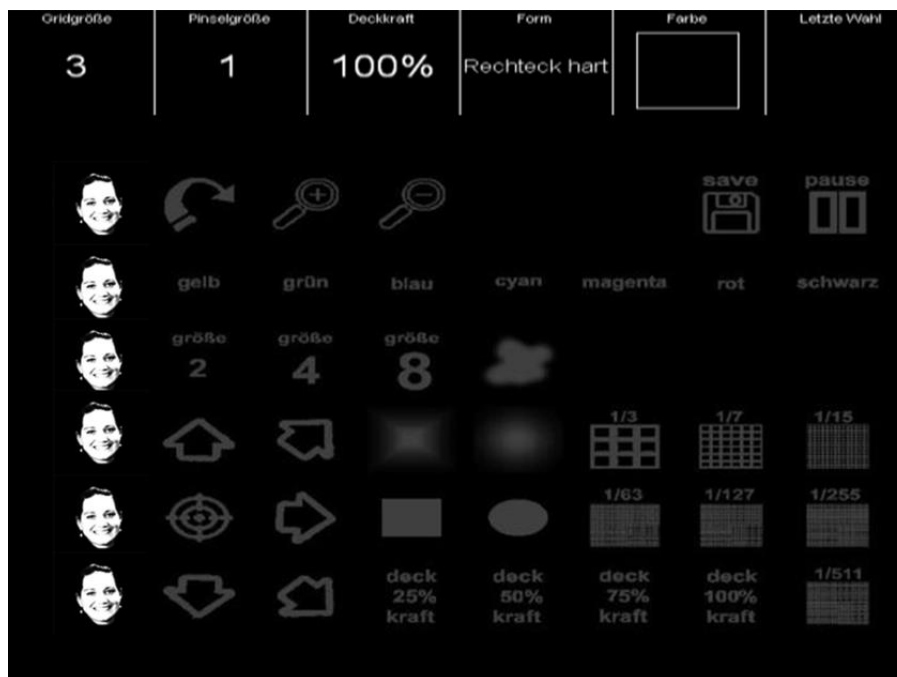 Gridgröße Pinselgröße Deckkraft Form Farbe Letzte Wahl
3 1 100% Rechteck hart
save pause
gelb grün blau cyan magenta rot schwarz
größe größe größe
2 4 8
1/3 1/7 1/15
1/63 1/127 1/255
deck deck deck deck 1/511
25% 50% 75% 100%
kraft kraft kraft kraft